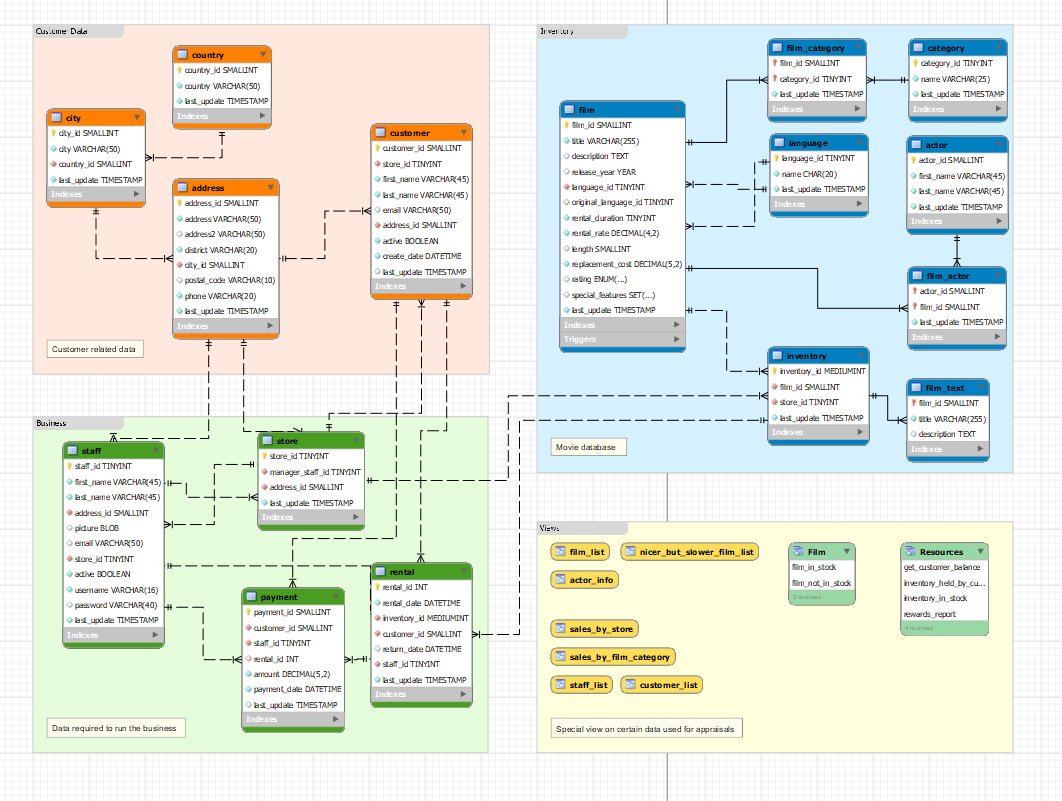 Customer Data
country
country_id SMALLINT
country VARCHAR(50)
last_update TIMESTAMP
Indexes
city
city_id SMALLINT
city VARCHAR(50)
country_id SMALLINT
last_update TIMESTAMP
Indexes
address
address_id SMALLINT
address VARCHAR(50)
address2 VARCHAR(50)
district VARCHAR(20)
city_id SMALLINT
postal_code VARCHAR(10)
phone VARCHAR(20)
last_update TIMESTAMP
Indexes
customer
customer_id SMALLINT
store_id TINYINT
first_name VARCHAR(45)
last_name VARCHAR(45)
email VARCHAR(50)
address_id SMALLINT
active BOOLEAN
create_date DATETIME
last_update TIMESTAMP
Indexes
Customer related data
Inventory
film
film_id SMALLINT
title VARCHAR(255)
description TEXT
release_year YEAR
language_id TINYINT
original_language_id TINYINT
rental_duration TINYINT
rental_rate DECIMAL(4,2)
length SMALLINT
replacement_cost DECIMAL(5,2)
rating ENUM(...)
special_features SET(...)
last_update TIMESTAMP
Indexes
Triggers
film_category
film_id SMALLINT
category_id TINYINT
last_update TIMESTAMP
Indexes
category
category_id TINYINT
name VARCHAR(25)
last_update TIMESTAMP
Indexes
language
language_id TINYINT
name CHAR(20)
last_update TIMESTAMP
Indexes
actor
actor_id SMALLINT
first_name VARCHAR(45)
last_name VARCHAR(45)
last_update TIMESTAMP
Indexes
film_actor
actor_id SMALLINT
film_id SMALLINT
last_update TIMESTAMP
Indexes
inventory
inventory_id MEDIUMINT
film_id SMALLINT
store_id TINYINT
last_update TIMESTAMP
Indexes
film_text
film_id SMALLINT
title VARCHAR(255)
description TEXT
Indexes
Movie database
Business
staff
staff_id TINYINT
first_name VARCHAR(45)
last_name VARCHAR(45)
address_id SMALLINT
picture BLOB
email VARCHAR(50)
store_id TINYINT
active BOOLEAN
username VARCHAR(16)
password VARCHAR(40)
last_update TIMESTAMP
Indexes
store
store_id TINYINT
manager_staff_id TINYINT
address_id SMALLINT
last_update TIMESTAMP
Indexes
payment
payment_id SMALLINT
customer_id SMALLINT
staff_id TINYINT
rental_id INT
amount DECIMAL(5,2)
payment_date DATETIME
last_update TIMESTAMP
Indexes
rental
rental_id INT
rental_date DATETIME
inventory_id MEDIUMINT
customer_id SMALLINT
return_date DATETIME
staff_id TINYINT
last_update TIMESTAMP
Indexes
Data required to run the business
Views
film_list
nicer_but_slower_film_list
actor_info
sales_by_store
sales_by_film_category
staff_list
customer_list
Film
film_in_stock
film_not_in_stock
2 routines
Resources
get_customer_balance
inventory_held_by_cu...
inventory_in_stock
rewards_report
4 routines
Special view on certain data used for appraisals